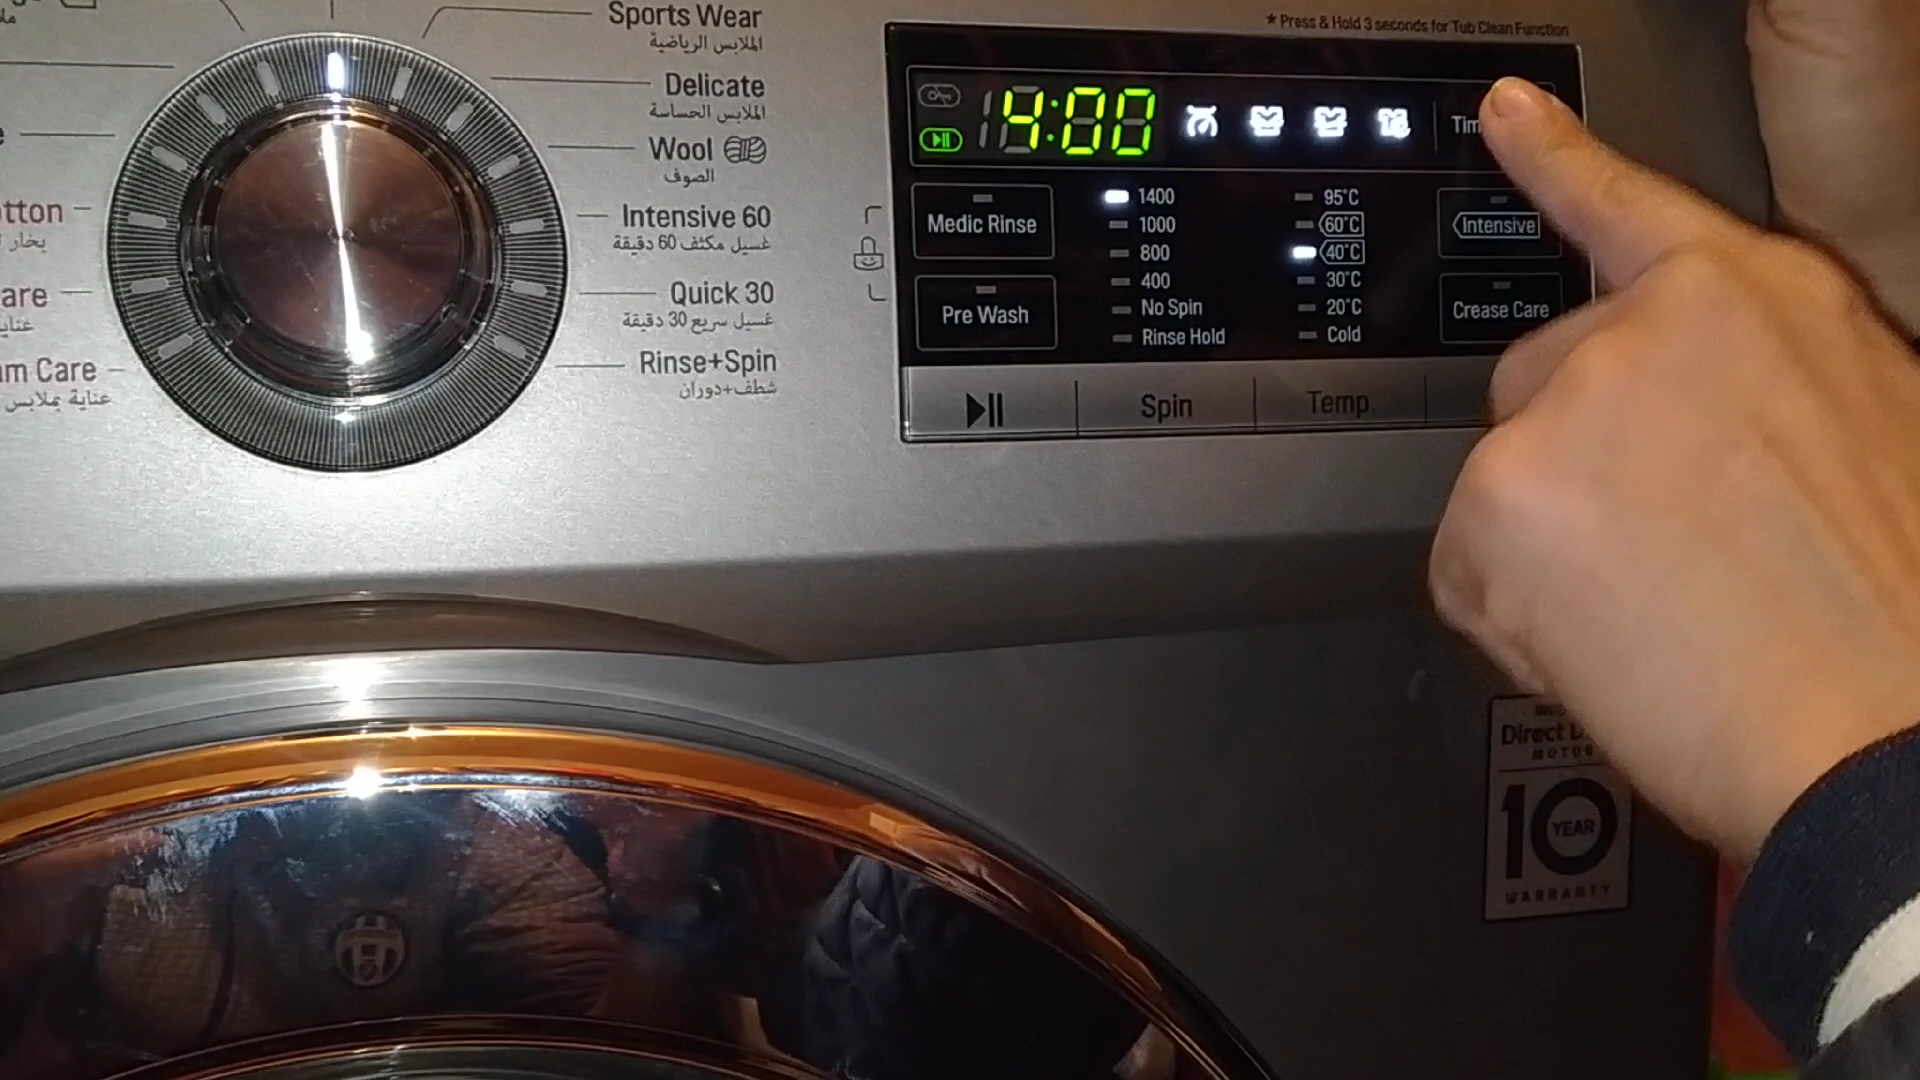 * Press & Hold 3 seconds for Tub Clean Function
Sports Wear
الملابس الرياضية
Delicate
الملابس الحساسة
Wool
الصوف
Intensive 60
غسيل مكثف 60 دقيقة
Quick 30
غسيل سريع 30 دقيقة
Rinse+Spin
شطف+دوران
tton
بخار
are
am Care
عناية بملابس
4:00
Tim
Medic Rinse
Pre Wash
1400
1000
800
400
No Spin
Rinse Hold
95°C
60°C
40°C
30°C
20°C
Cold
Intensive
Crease Care
Spin
Temp.
Direct D
MOTOR
10
YEAR
WARRANTY